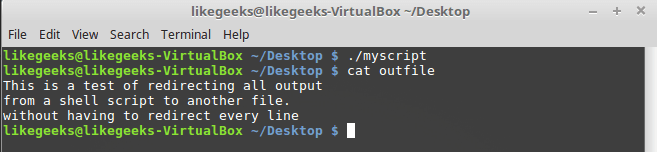 likegeeks@likegeeks-VirtualBox ~/Desktop
File Edit View Search Terminal Help
likegeeks@likegeeks-VirtualBox ~/Desktop $ ./myscript
likegeeks@likegeeks-VirtualBox ~/Desktop $ cat outfile
This is a test of redirecting all output
from a shell script to another file.
without having to redirect every line
likegeeks@likegeeks-VirtualBox ~/Desktop $